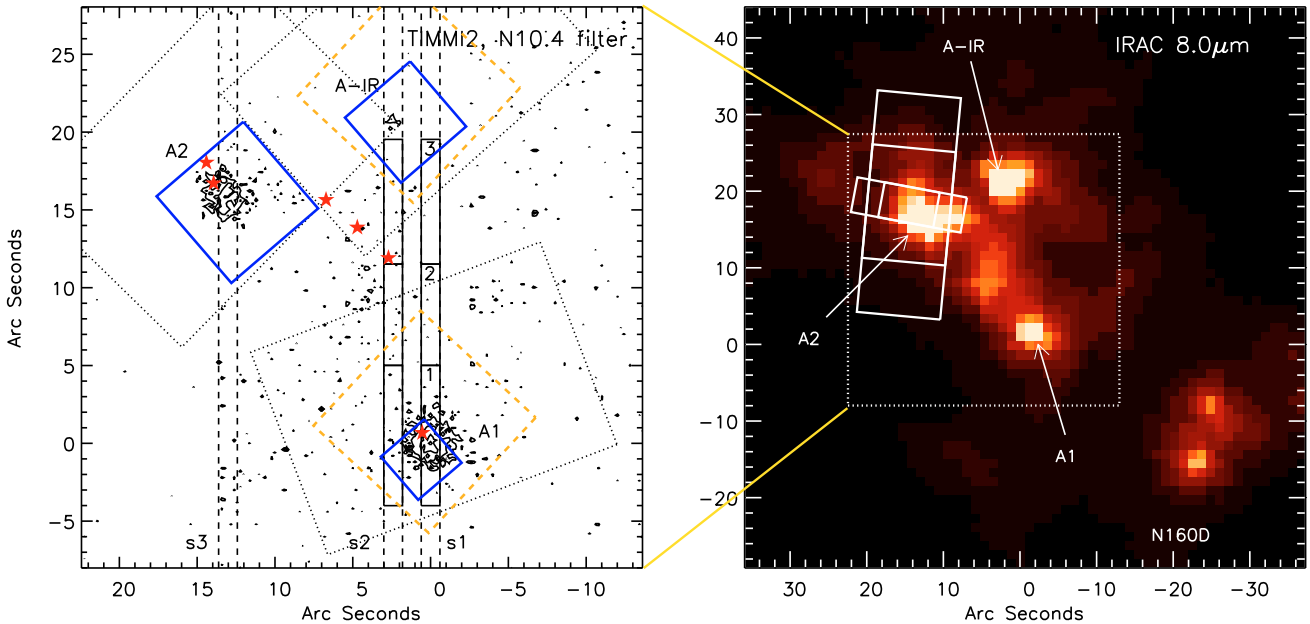 TIMMI2, N10.4 filter
A-IR
A2
3
2
1
A1
s3
s2
s1
25
20
15
10
5
0
-5
20
15
10
5
0
-5
-10
Arc Seconds
Arc Seconds
IRAC 8.0μm
A-IR
A2
A1
N160D
40
30
20
10
0
-10
-20
30
20
10
0
-10
-20
-30
Arc Seconds